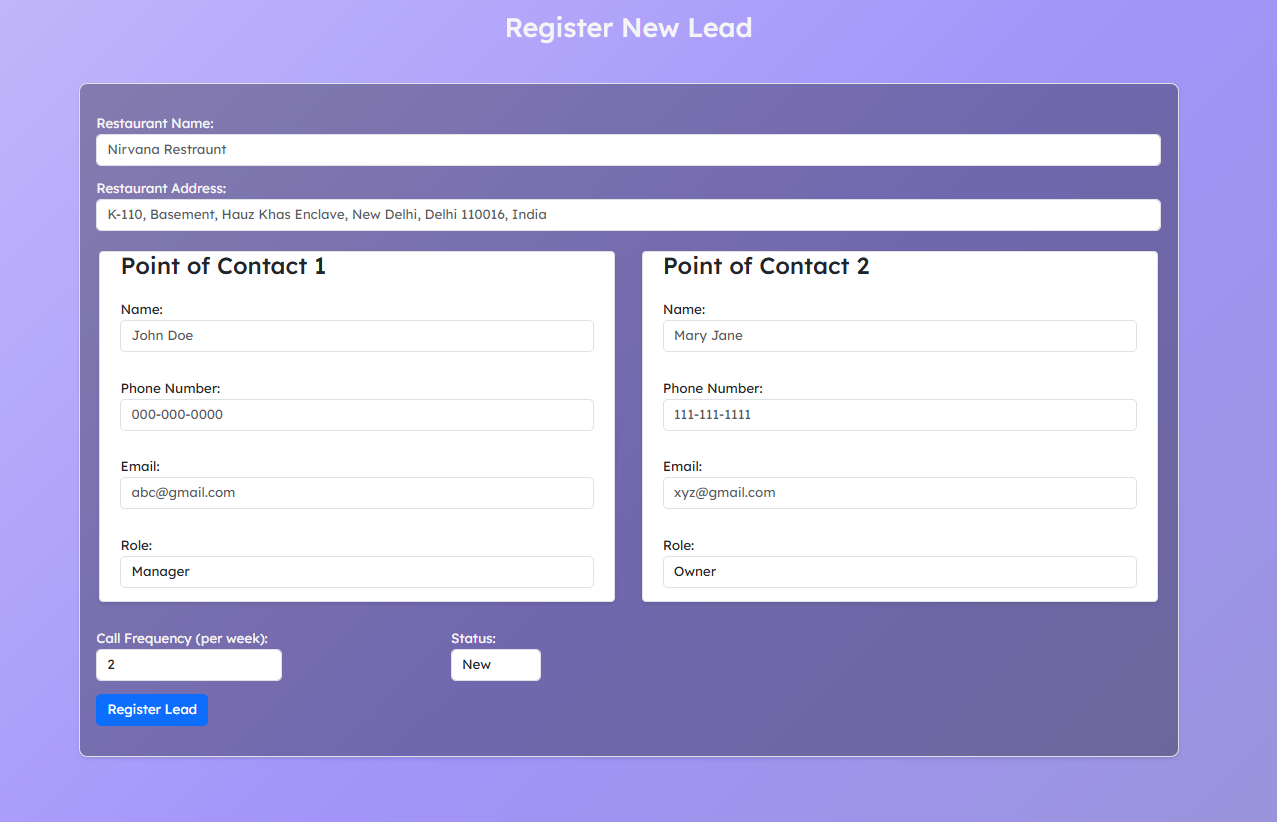 Register New Lead
Restaurant Name:
Nirvana Restraunt
Restaurant Address:
K-110, Basement, Hauz Khas Enclave, New Delhi, Delhi 110016, India
Point of Contact 1
Name:
John Doe
Phone Number:
000-000-0000
Email:
abc@gmail.com
Role:
Manager
Point of Contact 2
Name:
Mary Jane
Phone Number:
111-111-1111
Email:
xyz@gmail.com
Role:
Owner
Call Frequency (per week):
2
Status:
New
Register Lead